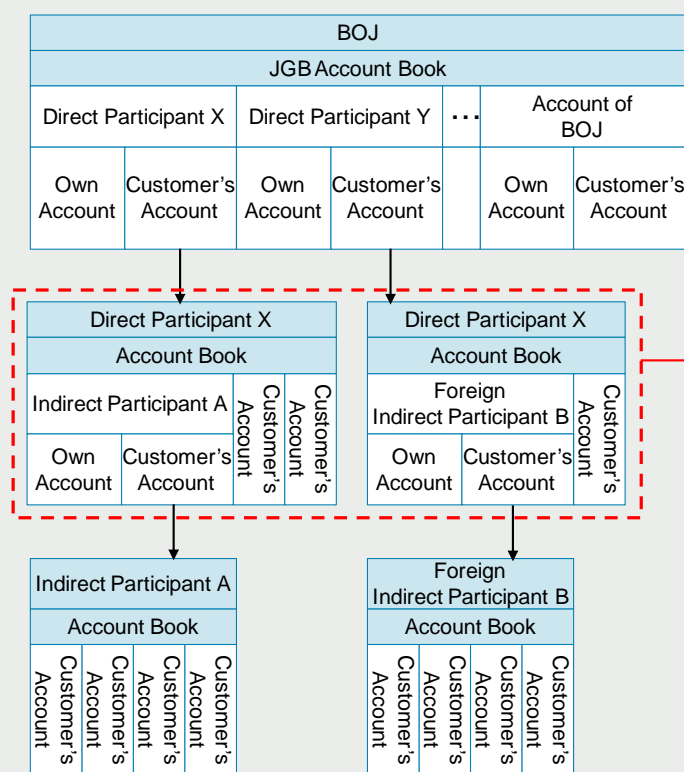 BOJ
JGB Account Book
Direct Participant X
Direct Participant Y
...
Account of
BOJ
Own
Account
Customer's
Account
Own
Account
Customer's
Account
Own
Account
Customer's
Account
Direct Participant X
Account Book
Indirect Participant A
Own
Account
Customer's
Account
Customer's
Account
Customer's
Account
Direct Participant X
Account Book
Foreign
Indirect Participant B
Own
Account
Customer's
Account
Customer's
Account
Indirect Participant A
Account Book
Customer's
Account
Customer's
Account
Customer's
Account
Customer's
Account
Foreign
Indirect Participant B
Account Book
Customer's
Account
Customer's
Account
Customer's
Account
Customer's
Account